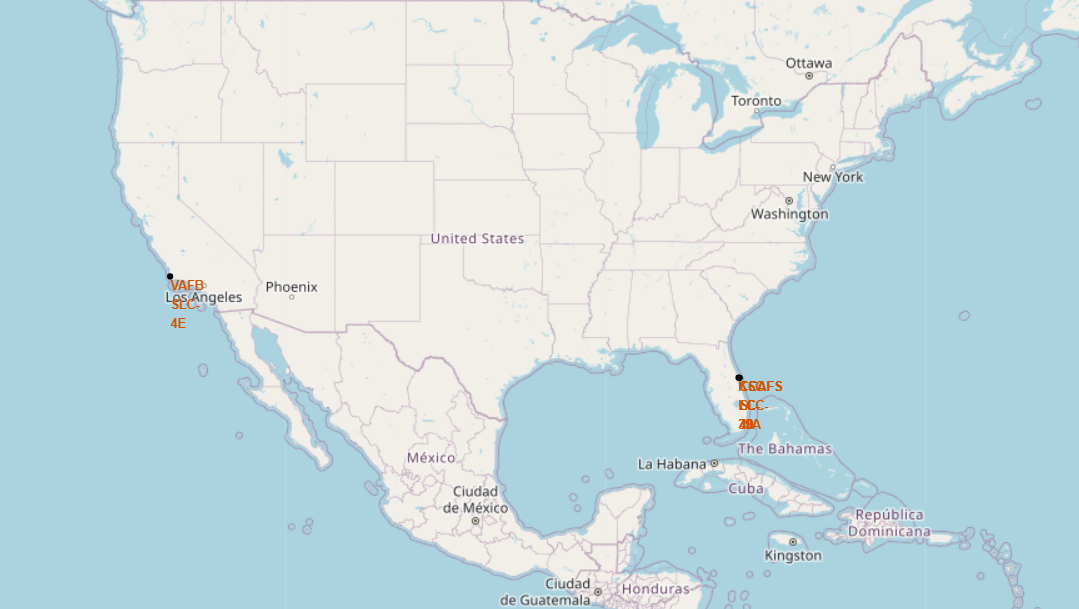 Ottawa
Toronto
New York
Washington
United States
VAFB
SLC-
4E
Los Angeles
Phoenix
The Bahamas
México
La Habana
Cuba
Ciudad
de México
República
Dominicana
Kingston
Ciudad
de Guatemala
Honduras